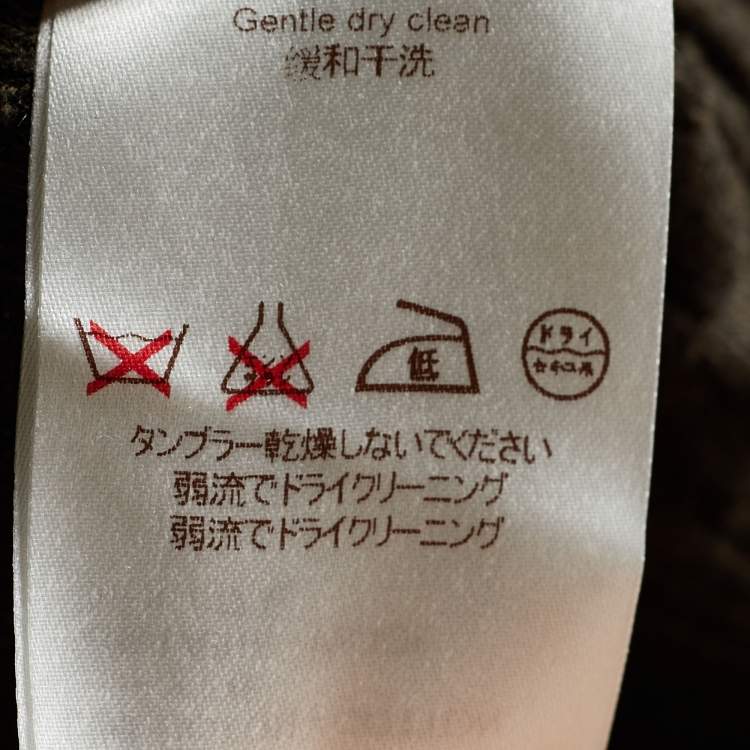 Gentle dry clean
缓和干洗
低
ドライ
タンブラー乾燥しないでください
弱流でドライクリーニング
弱流でドライクリーニング